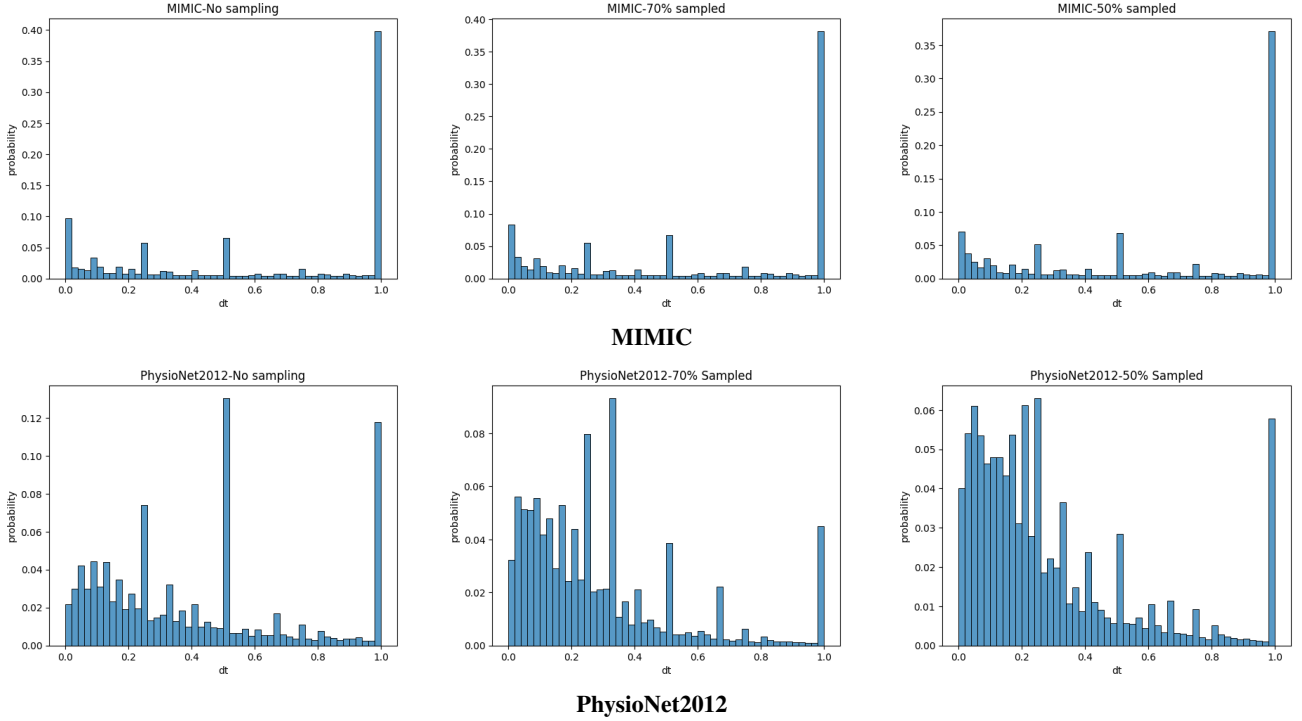 MIMIC-No sampling
0.40
0.35
0.30
0.25
0.20
0.15
0.10
0.05
0.00
probability
0.0 0.2 0.4 0.6 0.8 1.0
dt
MIMIC-70% sampled
0.40
0.35
0.30
0.25
0.20
0.15
0.10
0.05
0.00
probability
0.0 0.2 0.4 0.6 0.8 1.0
dt
MIMIC-50% sampled
0.35
0.30
0.25
0.20
0.15
0.10
0.05
0.00
probability
0.0 0.2 0.4 0.6 0.8 1.0
dt
MIMIC
PhysioNet2012-No sampling
0.12
0.10
0.08
0.06
0.04
0.02
0.00
probability
0.0 0.2 0.4 0.6 0.8 1.0
dt
PhysioNet2012-70% Sampled
0.08
0.06
0.04
0.02
0.00
probability
0.0 0.2 0.4 0.6 0.8 1.0
dt
PhysioNet2012-50% Sampled
0.06
0.05
0.04
0.03
0.02
0.01
0.00
probability
0.0 0.2 0.4 0.6 0.8 1.0
dt
PhysioNet2012